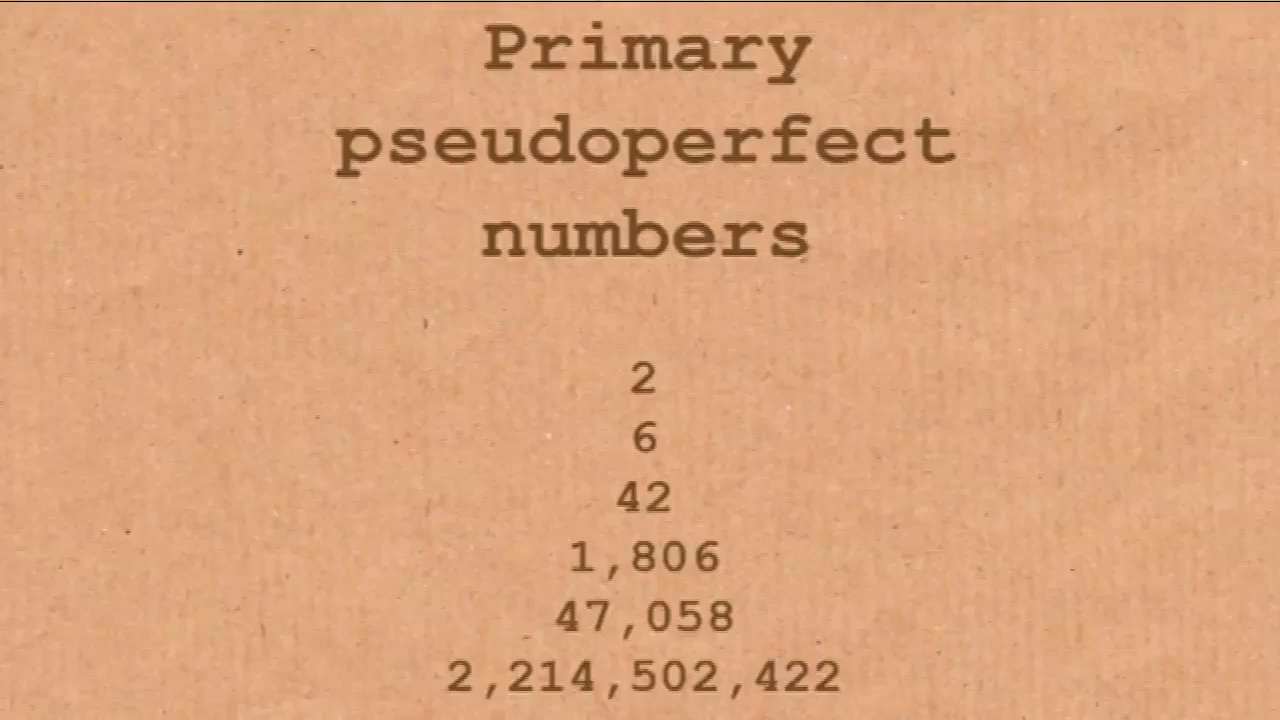 Primary
pseudoperfect
numbers
2
6
42
1,806
47,058
2,214,502,422